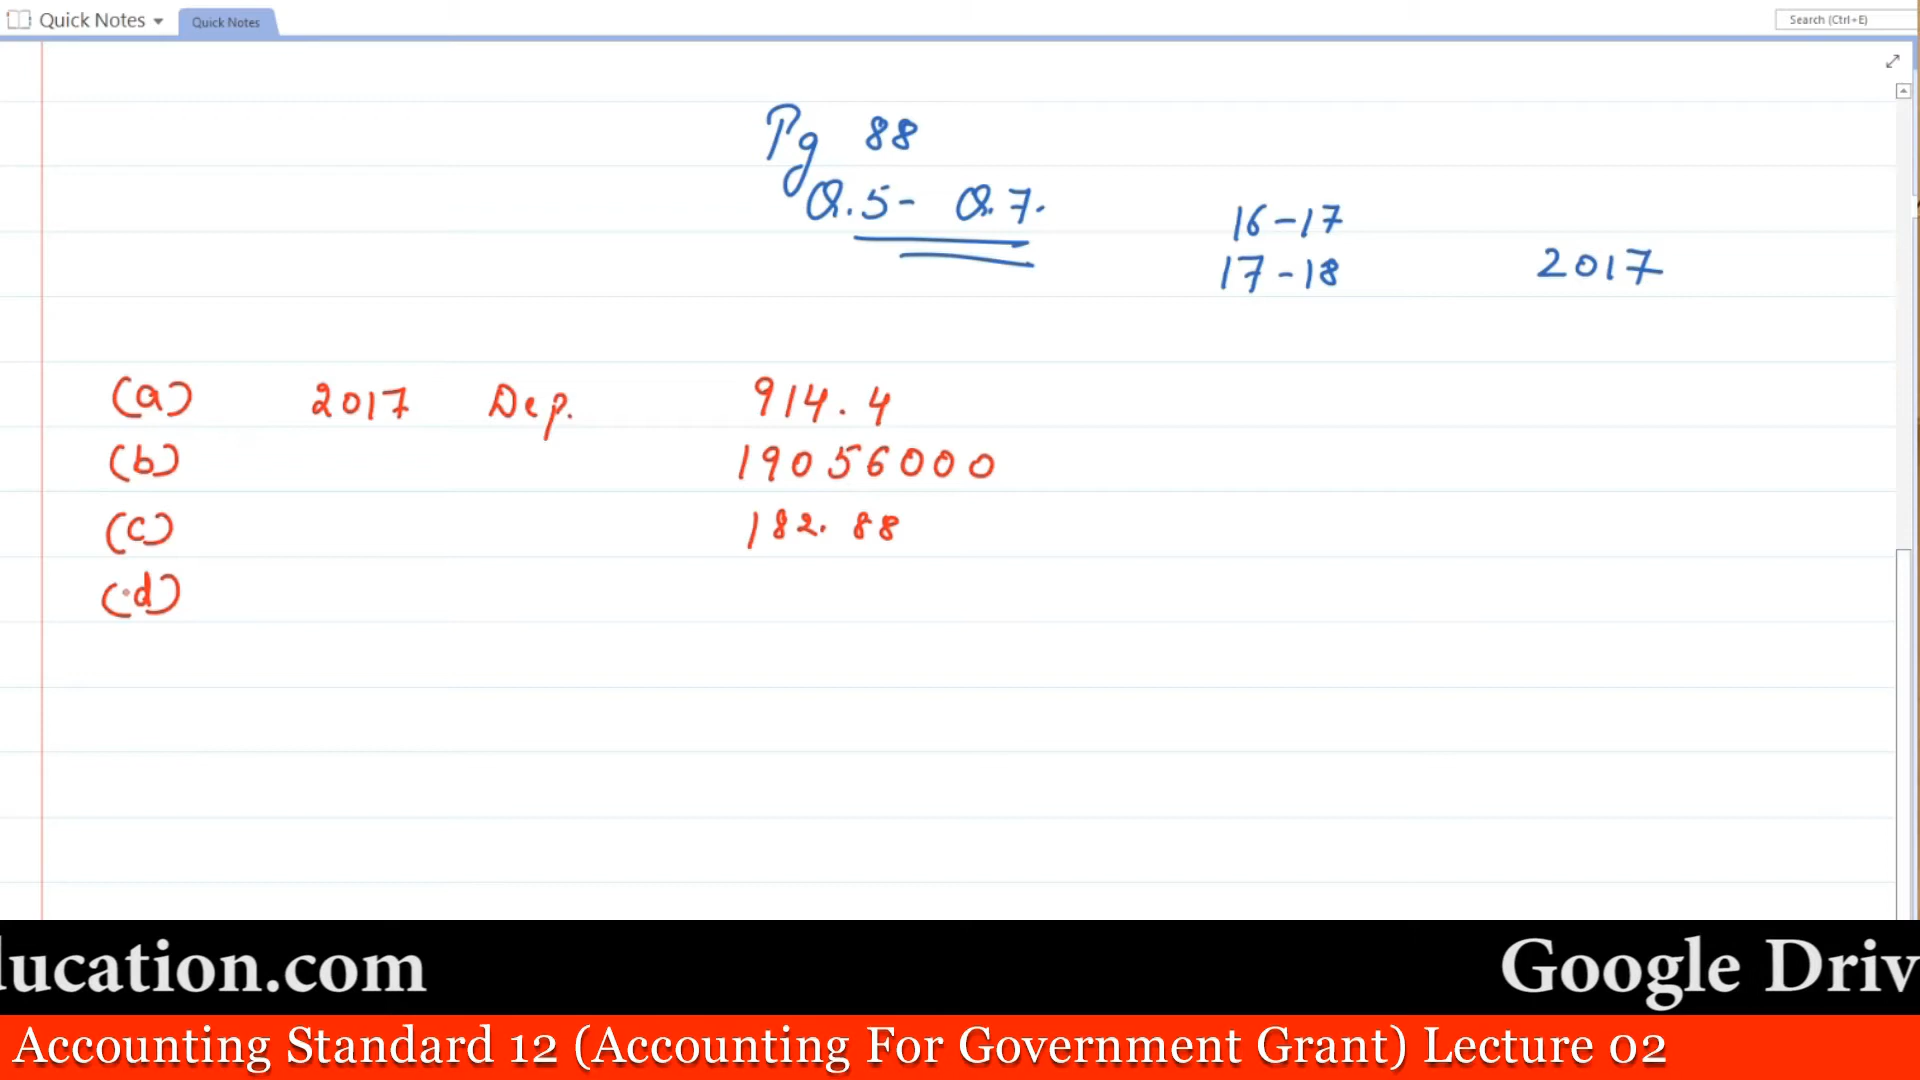 Quick Notes
Quick Notes
Search (Ctrl+E)
Pg 88
Q.5- Q.7.
16-17
17-18
2017
(a) 2017 Dep. 914.4
(b) 19056000
(c) 182.88
(d)
ducation.com
Google Driv
Accounting Standard 12 (Accounting For Government Grant) Lecture 02